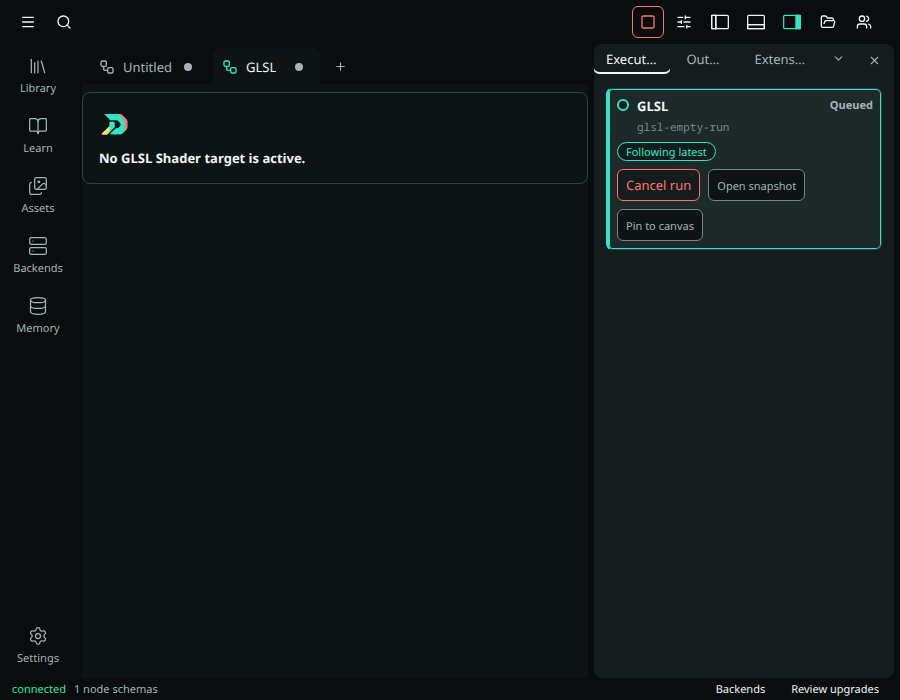 Untitled
GLSL
Execut...
Out...
Extens...
Library
Learn
Assets
Backends
Memory
Settings
No GLSL Shader target is active.
GLSL
Queued
glsl-empty-run
Following latest
Cancel run
Open snapshot
Pin to canvas
connected
1 node schemas
Backends
Review upgrades